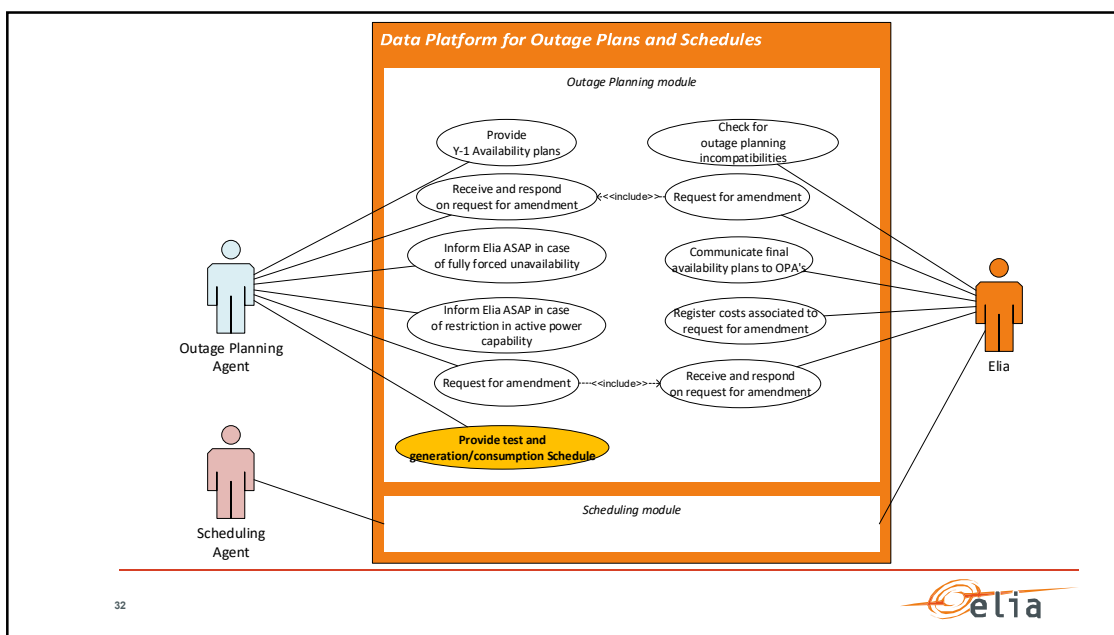 Data Platform for Outage Plans and Schedules
Outage Planning module
Provide
Y-1 Availability plans
Check for
outage planning
incompatibilities
Receive and respond
on request for amendment
<<include>>
Request for amendment
Inform Elia ASAP in case
of fully forced unavailability
Communicate final
availability plans to OPA's
Inform Elia ASAP in case
of restriction in active power
capability
Register costs associated to
request for amendment
Request for amendment
<<include>>
Receive and respond
on request for amendment
Provide test and
generation/consumption Schedule
Outage Planning
Agent
Elia
Scheduling module
Scheduling
Agent
32
elia